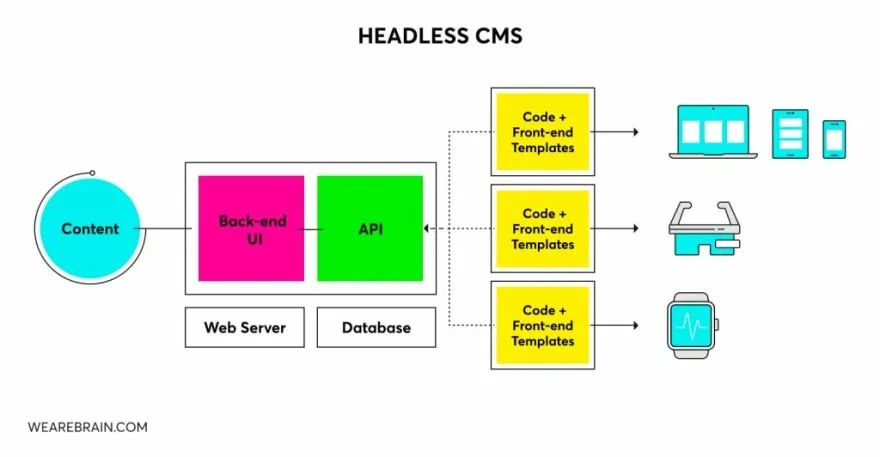 HEADLESS CMS
Content
Back-end
UI
API
Web Server
Database
Code +
Front-end
Templates
Code +
Front-end
Templates
Code +
Front-end
Templates
WEAREBRAIN.COM